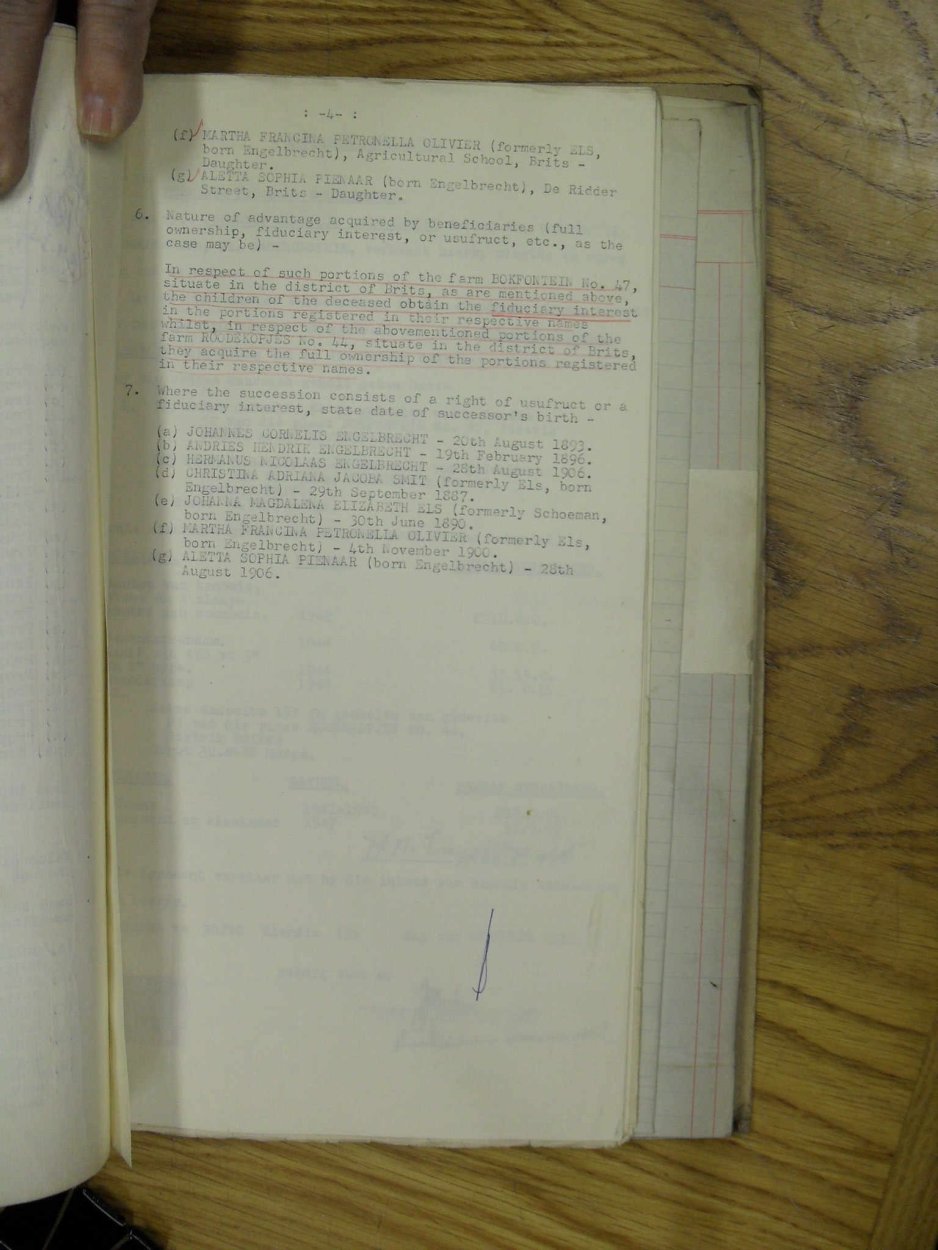 : -4- :
(f) MARTHA FRANCINA PETRONELLA OLIVIER (formerly ELS,
born Engelbrecht), Agricultural School, Brits -
Daughter.
(g) ALETTA SOPHIA PIENAAR (born Engelbrecht), De Ridder
Street, Brits - Daughter.
6. Nature of advantage acquired by beneficiaries (full
ownership, fiduciary interest, or usufruct, etc., as the
case may be) -
In respect of such portions of the farm BOKFONTEIN No. 47,
situate in the district of Brits, as are mentioned above,
the children of the deceased obtain the fiduciary interest
in the portions registered in their respective names
whilst, in respect of the abovementioned portions of the
farm ROODEKOPJES No. 44, situate in the district of Brits,
they acquire the full ownership of the portions registered
in their respective names.
7. Where the succession consists of a right of usufruct or a
fiduciary interest, state date of successor's birth -
(a) JOHANNES CORNELIS ENGELBRECHT - 20th August 1893.
(b) ANDRIES HENDRIK ENGELBRECHT - 19th February 1896.
(c) HERMANUS NICOLAAS ENGELBRECHT - 28th August 1906.
(d) CHRISTINA ADRIANA JACOBA SMIT (formerly Els, born
Engelbrecht) - 29th September 1887.
(e) JOHANNA MAGDALENA ELIZABETH ELS (formerly Schoeman,
born Engelbrecht) - 30th June 1890.
(f) MARTHA FRANCINA PETRONELLA OLIVIER (formerly Els,
born Engelbrecht) - 4th November 1900.
(g) ALETTA SOPHIA PIENAAR (born Engelbrecht) - 28th
August 1906.